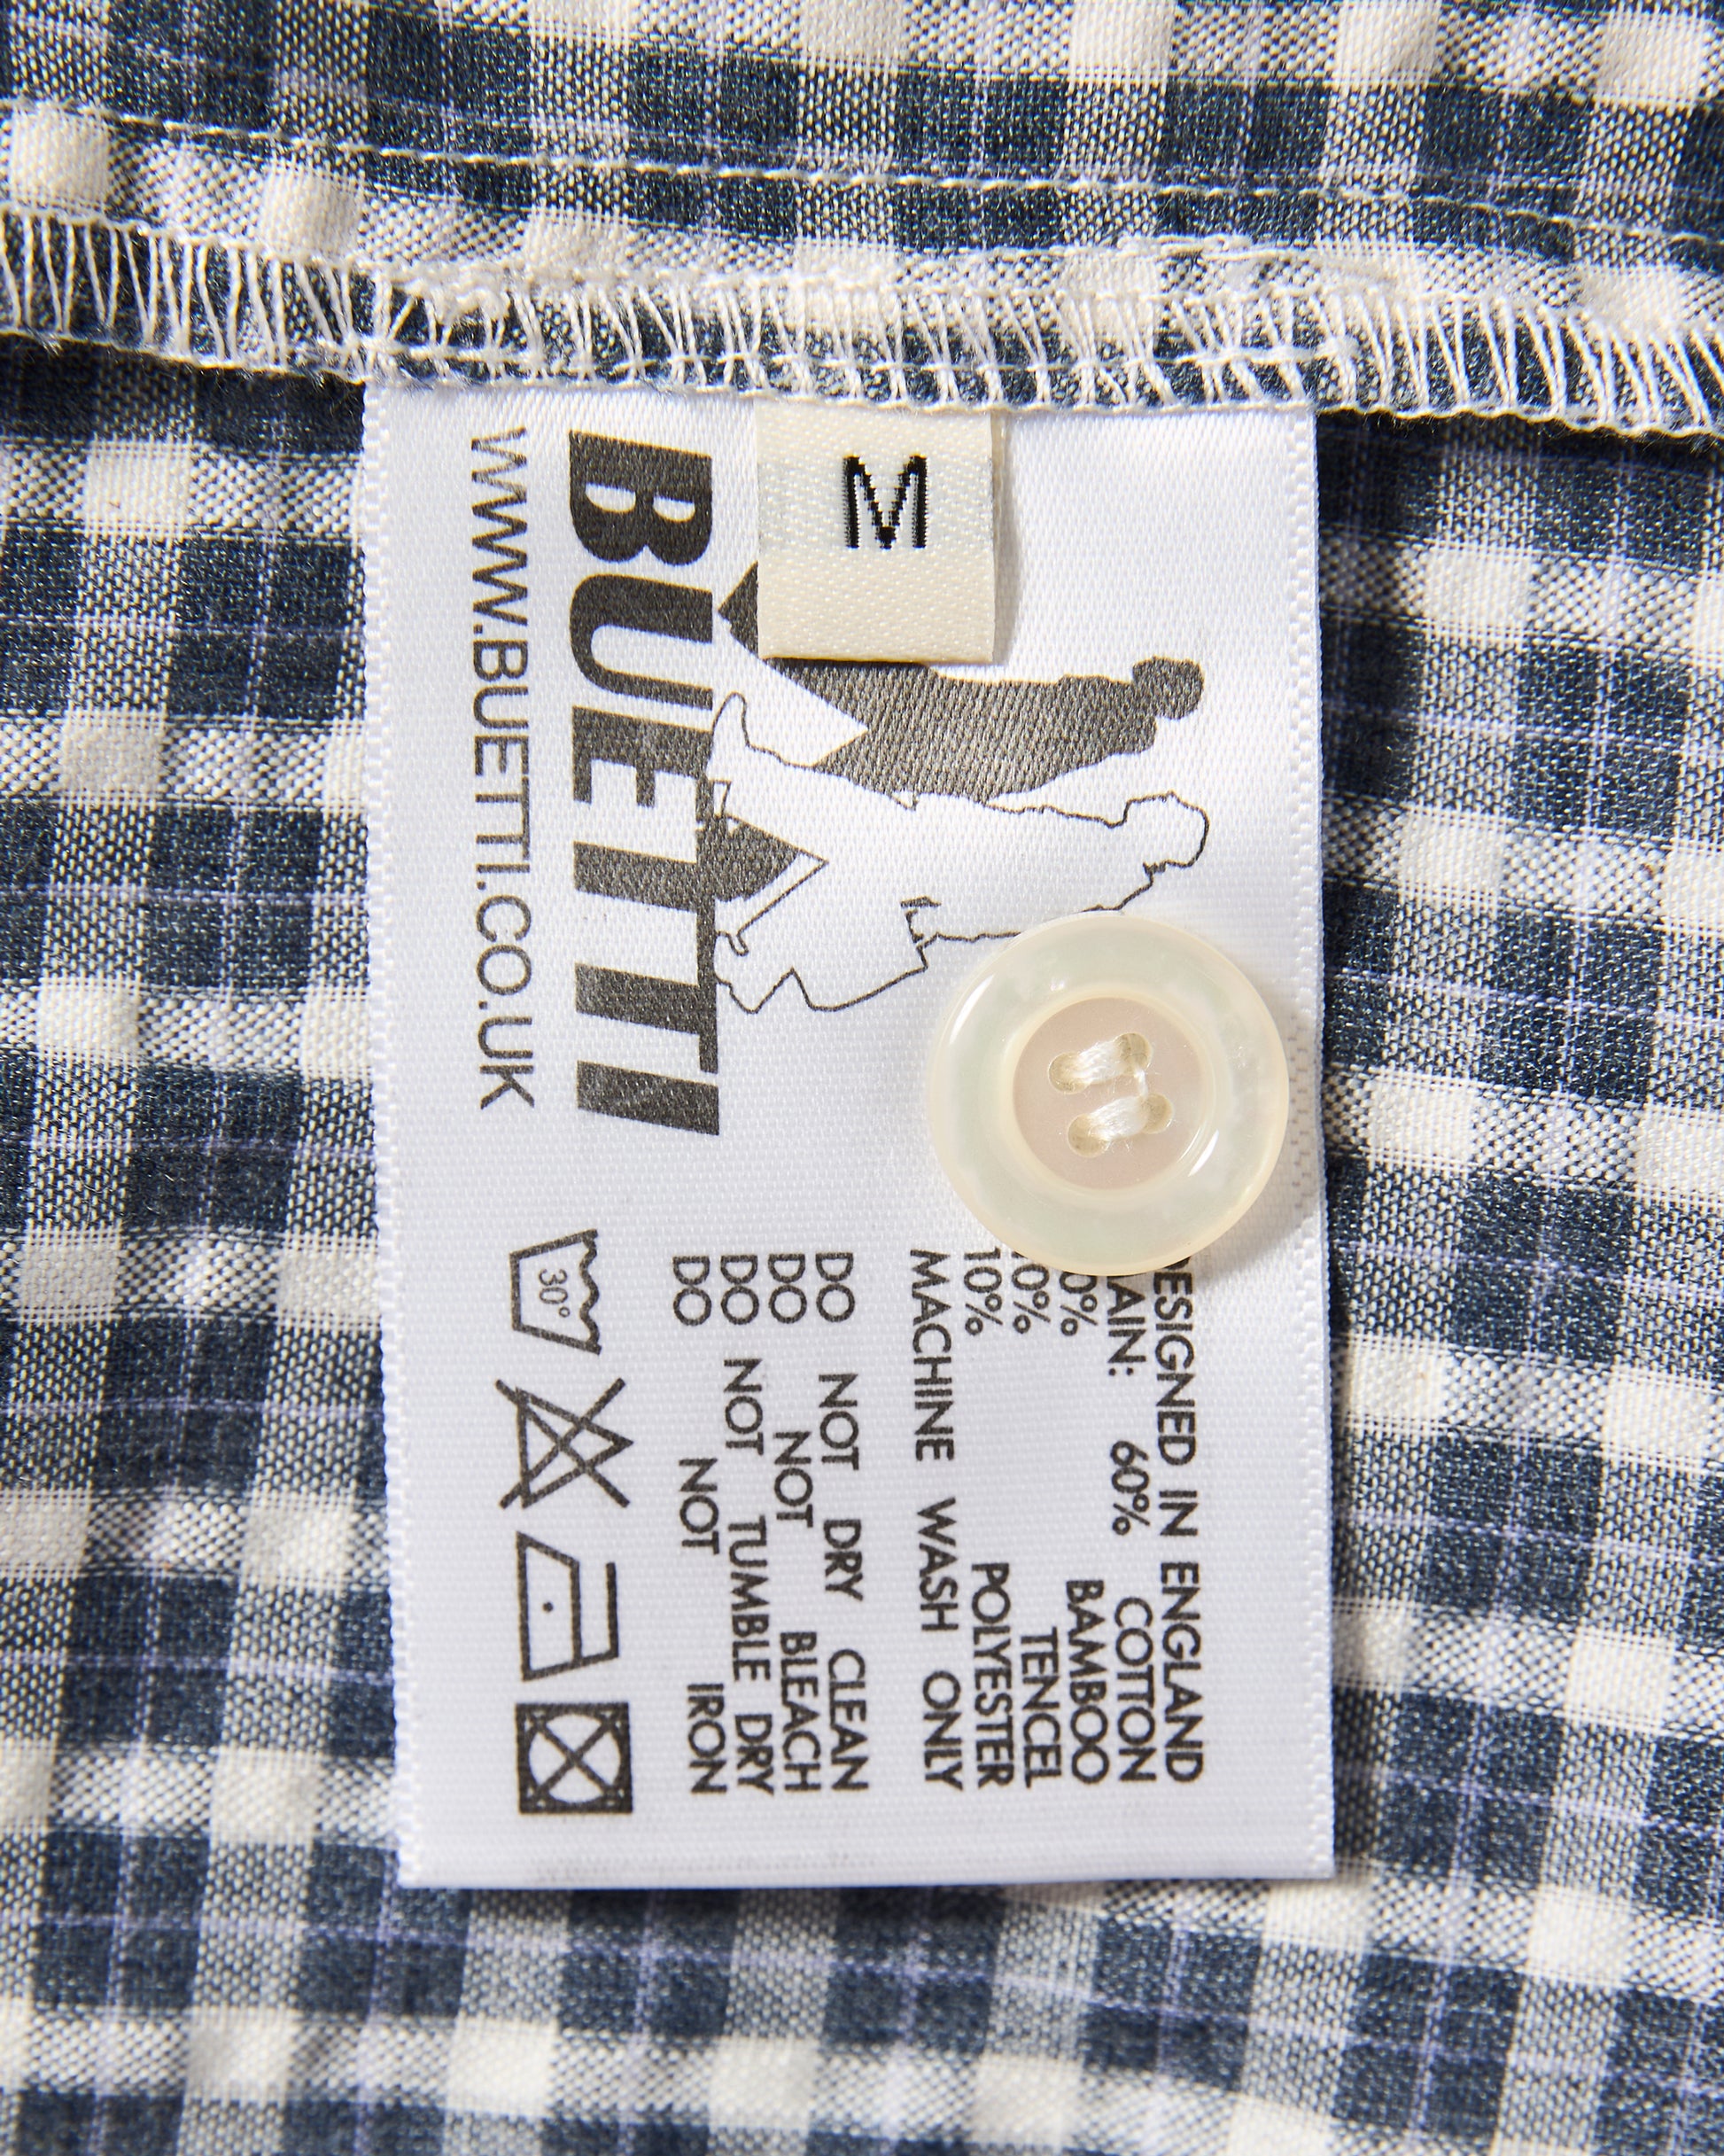 M
BUETTI
WWW.BUETTI.CO.UK
DESIGNED IN ENGLAND
AIN: 60% COTTON
0% BAMBOO
0% TENCEL
10% POLYESTER
MACHINE WASH ONLY
DO NOT DRY CLEAN
DO NOT BLEACH
DO NOT TUMBLE DRY
DO NOT IRON
30°